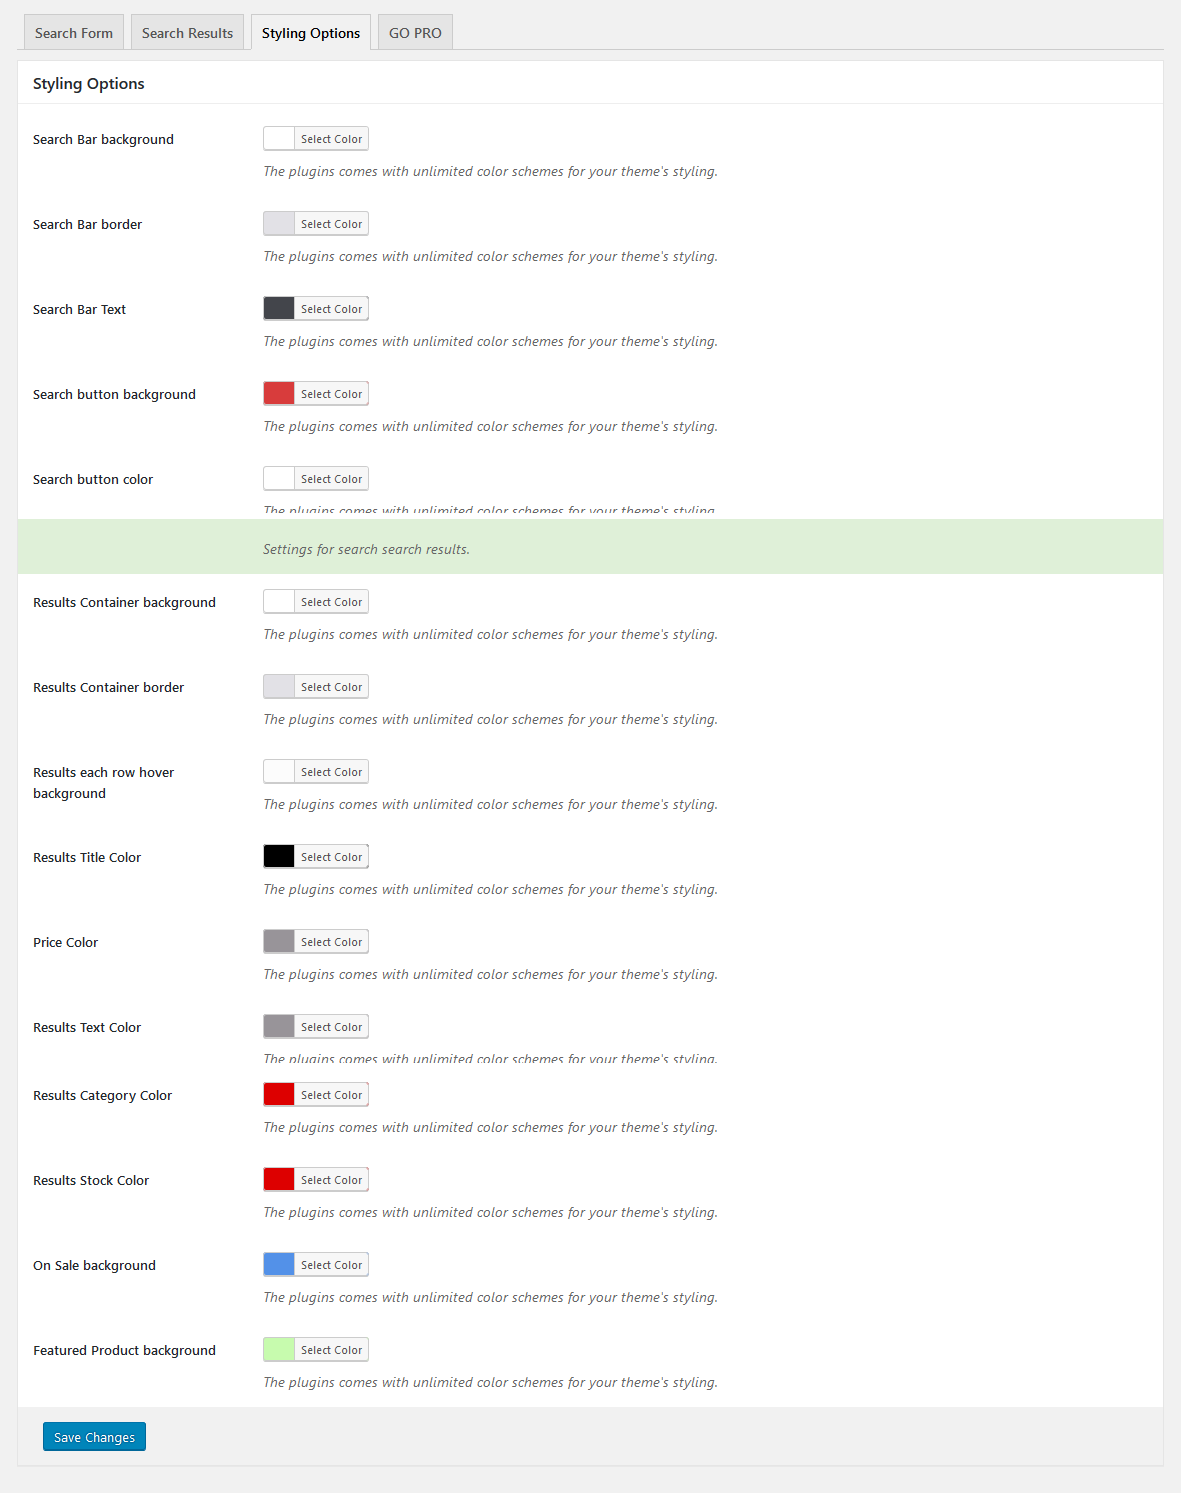 Search Form Search Results Styling Options GO PRO
Styling Options
Search Bar background Select Color
The plugins comes with unlimited color schemes for your theme's styling.
Search Bar border Select Color
The plugins comes with unlimited color schemes for your theme's styling.
Search Bar Text Select Color
The plugins comes with unlimited color schemes for your theme's styling.
Search button background Select Color
The plugins comes with unlimited color schemes for your theme's styling.
Search button color Select Color
The plugins comes with unlimited color schemes for your theme's styling.
Settings for search search results.
Results Container background Select Color
The plugins comes with unlimited color schemes for your theme's styling.
Results Container border Select Color
The plugins comes with unlimited color schemes for your theme's styling.
Results each row hover Select Color
background
The plugins comes with unlimited color schemes for your theme's styling.
Results Title Color Select Color
The plugins comes with unlimited color schemes for your theme's styling.
Price Color Select Color
The plugins comes with unlimited color schemes for your theme's styling.
Results Text Color Select Color
The plugins comes with unlimited color schemes for your theme's styling.
Results Category Color Select Color
The plugins comes with unlimited color schemes for your theme's styling.
Results Stock Color Select Color
The plugins comes with unlimited color schemes for your theme's styling.
On Sale background Select Color
The plugins comes with unlimited color schemes for your theme's styling.
Featured Product background Select Color
The plugins comes with unlimited color schemes for your theme's styling.
Save Changes